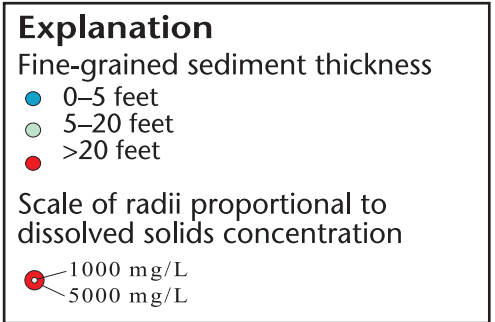 Explanation
Fine-grained sediment thickness
0–5 feet
5–20 feet
>20 feet
Scale of radii proportional to
dissolved solids concentration
1000 mg/L
5000 mg/L